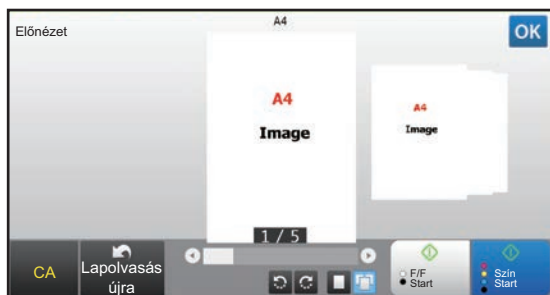 Előnézet
A4
OK
A4
Image
A4
Image
1 / 5
CA
Lapolvasás
újra
F/F
Start
Szín
Start